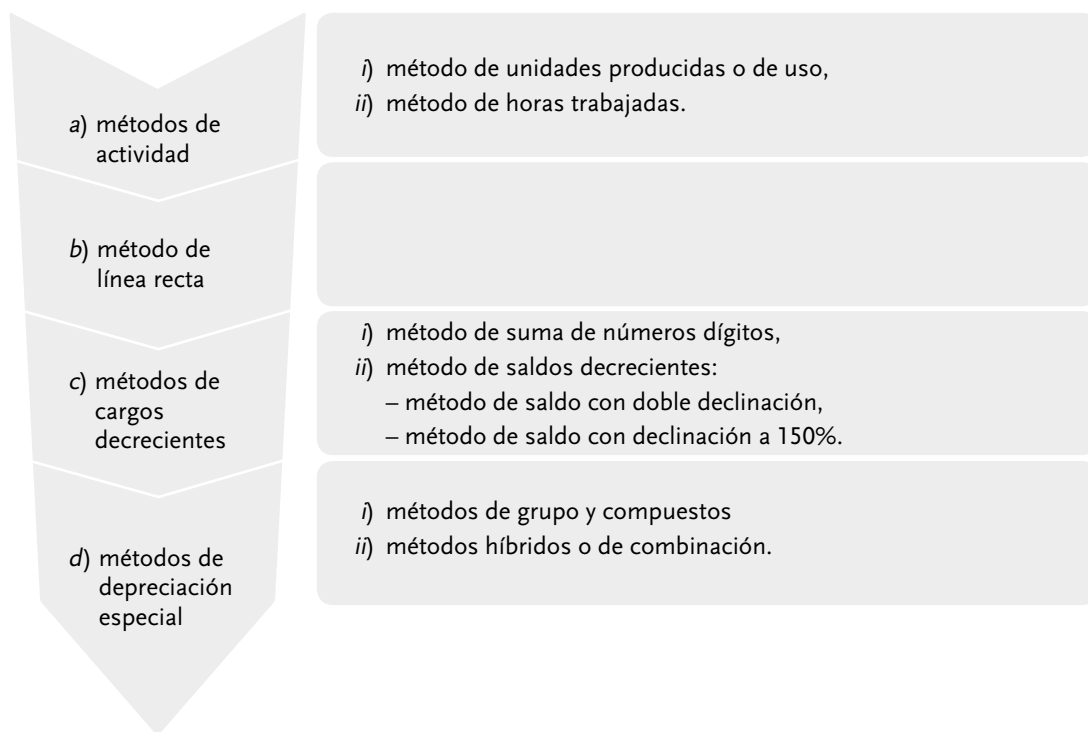 a) métodos de
actividad
i) método de unidades producidas o de uso,
ii) método de horas trabajadas.
b) método de
línea recta
c) métodos de
cargos
decrecientes
i) método de suma de números dígitos,
ii) método de saldos decrecientes:
– método de saldo con doble declinación,
– método de saldo con declinación a 150%.
d) métodos de
depreciación
especial
i) métodos de grupo y compuestos
ii) métodos híbridos o de combinación.